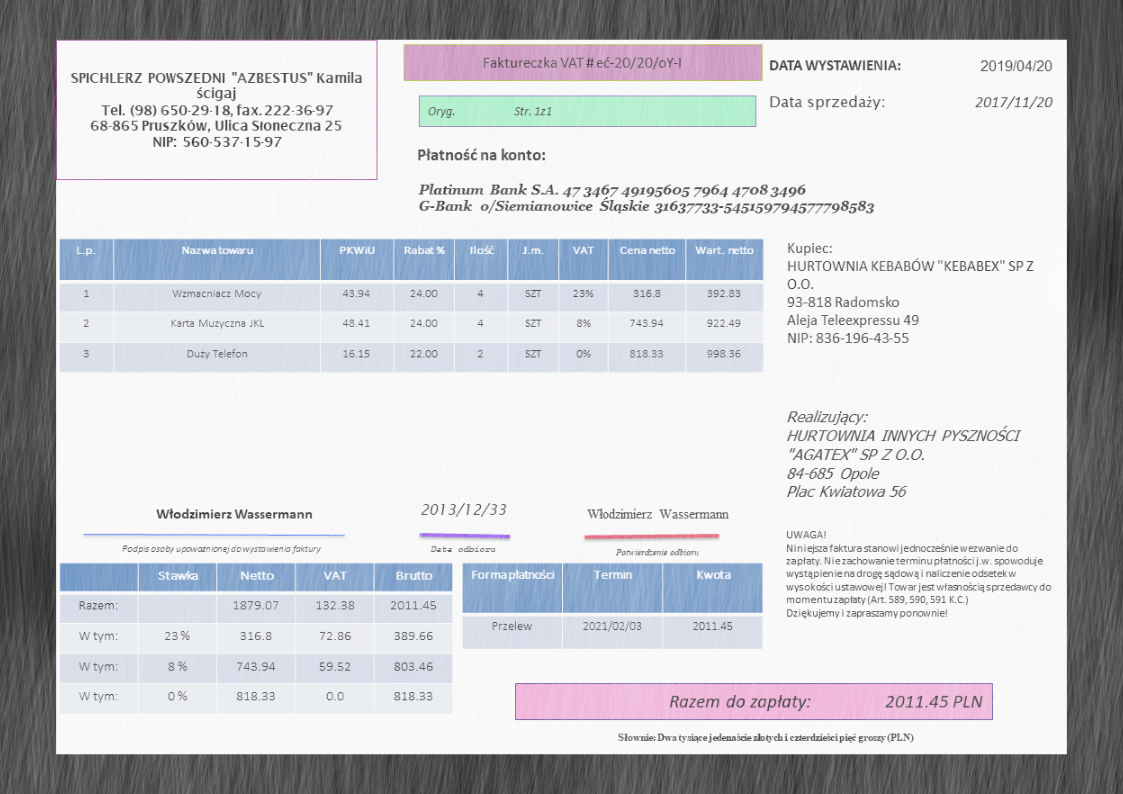 SPICHLERZ POWSZEDNI "AZBESTUS" Kamila
ścigaj
Tel. (98) 650-29-18, fax. 222-36-97
68-865 Pruszków, Ulica Słoneczna 25
NIP: 560-537-15-97
Faktureczka VAT # eć-20/20/oY-I
Oryg. Str. 1z1
DATA WYSTAWIENIA: 2019/04/20
Data sprzedaży: 2017/11/20
Płatność na konto:
Platinum Bank S.A. 47 3467 49195605 7964 4708 3496
G-Bank o/Siemianowice Śląskie 31637733-545159794577798583
L.p. Nazwa towaru PKWiU Rabat % Ilość J.m. VAT Cena netto Wart. netto
1 Wzmacniacz Mocy 43.94 24.00 4 SZT 23% 316.8 392.83
2 Karta Muzyczna JKL 48.41 24.00 4 SZT 8% 743.94 922.49
3 Duży Telefon 16.15 22.00 2 SZT 0% 818.33 998.36
Kupiec:
HURTOWNIA KEBABÓW "KEBABEX" SP Z
O.O.
93-818 Radomsko
Aleja Teleexpressu 49
NIP: 836-196-43-55
Realizujący:
HURTOWNIA INNYCH PYSZNOŚCI
"AGATEX" SP Z O.O.
84-685 Opole
Plac Kwiatowa 56
Włodzimierz Wassermann 2013/12/33 Włodzimierz Wassermann
Podpis osoby upoważnionej do wystawienia faktury Data odbioru Potwierdzenie odbioru
UWAGA!
Niniejsza faktura stanowi jednocześnie wezwanie do
zapłaty. Nie zachowanie terminu płatności j.w. spowoduje
wystąpienie na drogę sądową i naliczenie odsetek w
wysokości ustawowej! Towar jest własnością sprzedawcy do
momentu zapłaty (Art. 589, 590, 591 K.C.)
Dziękujemy i zapraszamy ponownie!
Stawka Netto VAT Brutto
Razem: 1879.07 132.38 2011.45
W tym: 23 % 316.8 72.86 389.66
W tym: 8 % 743.94 59.52 803.46
W tym: 0 % 818.33 0.0 818.33
Forma płatności Termin Kwota
Przelew 2021/02/03 2011.45
Razem do zapłaty: 2011.45 PLN
Słownie: Dwa tysiące jedenaście złotych i czterdzieści pięć groszy (PLN)